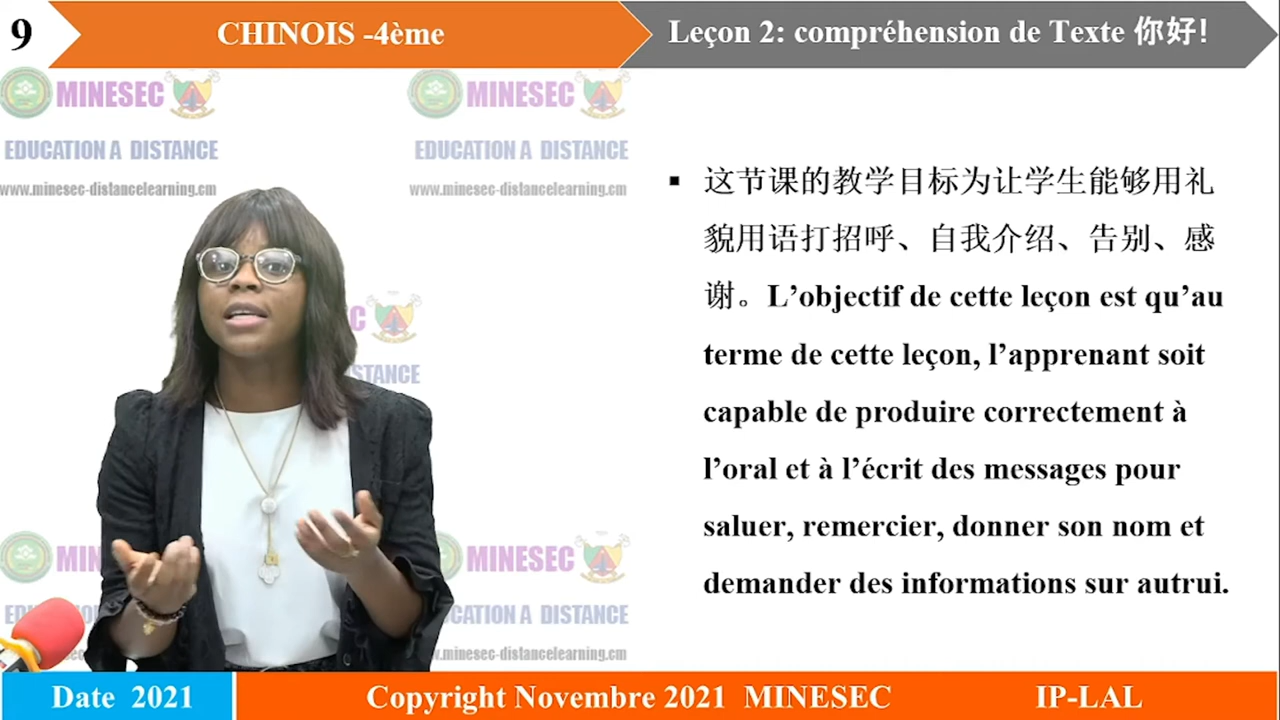 9
CHINOIS -4ème
Leçon 2: compréhension de Texte 你好!
MINESEC
MINESEC
EDUCATION A DISTANCE
EDUCATION A DISTANCE
www.minesec-distancelearning.cm
www.minesec-distancelearning.cm
▪ 这节课的教学目标为让学生能够用礼
貌用语打招呼、自我介绍、告别、感
谢。L’objectif de cette leçon est qu’au
terme de cette leçon, l’apprenant soit
capable de produire correctement à
l’oral et à l’écrit des messages pour
saluer, remercier, donner son nom et
demander des informations sur autrui.
MINESEC
A DISTANCE
.minesec-distancelearning.cm
Date 2021
Copyright Novembre 2021 MINESEC
IP-LAL